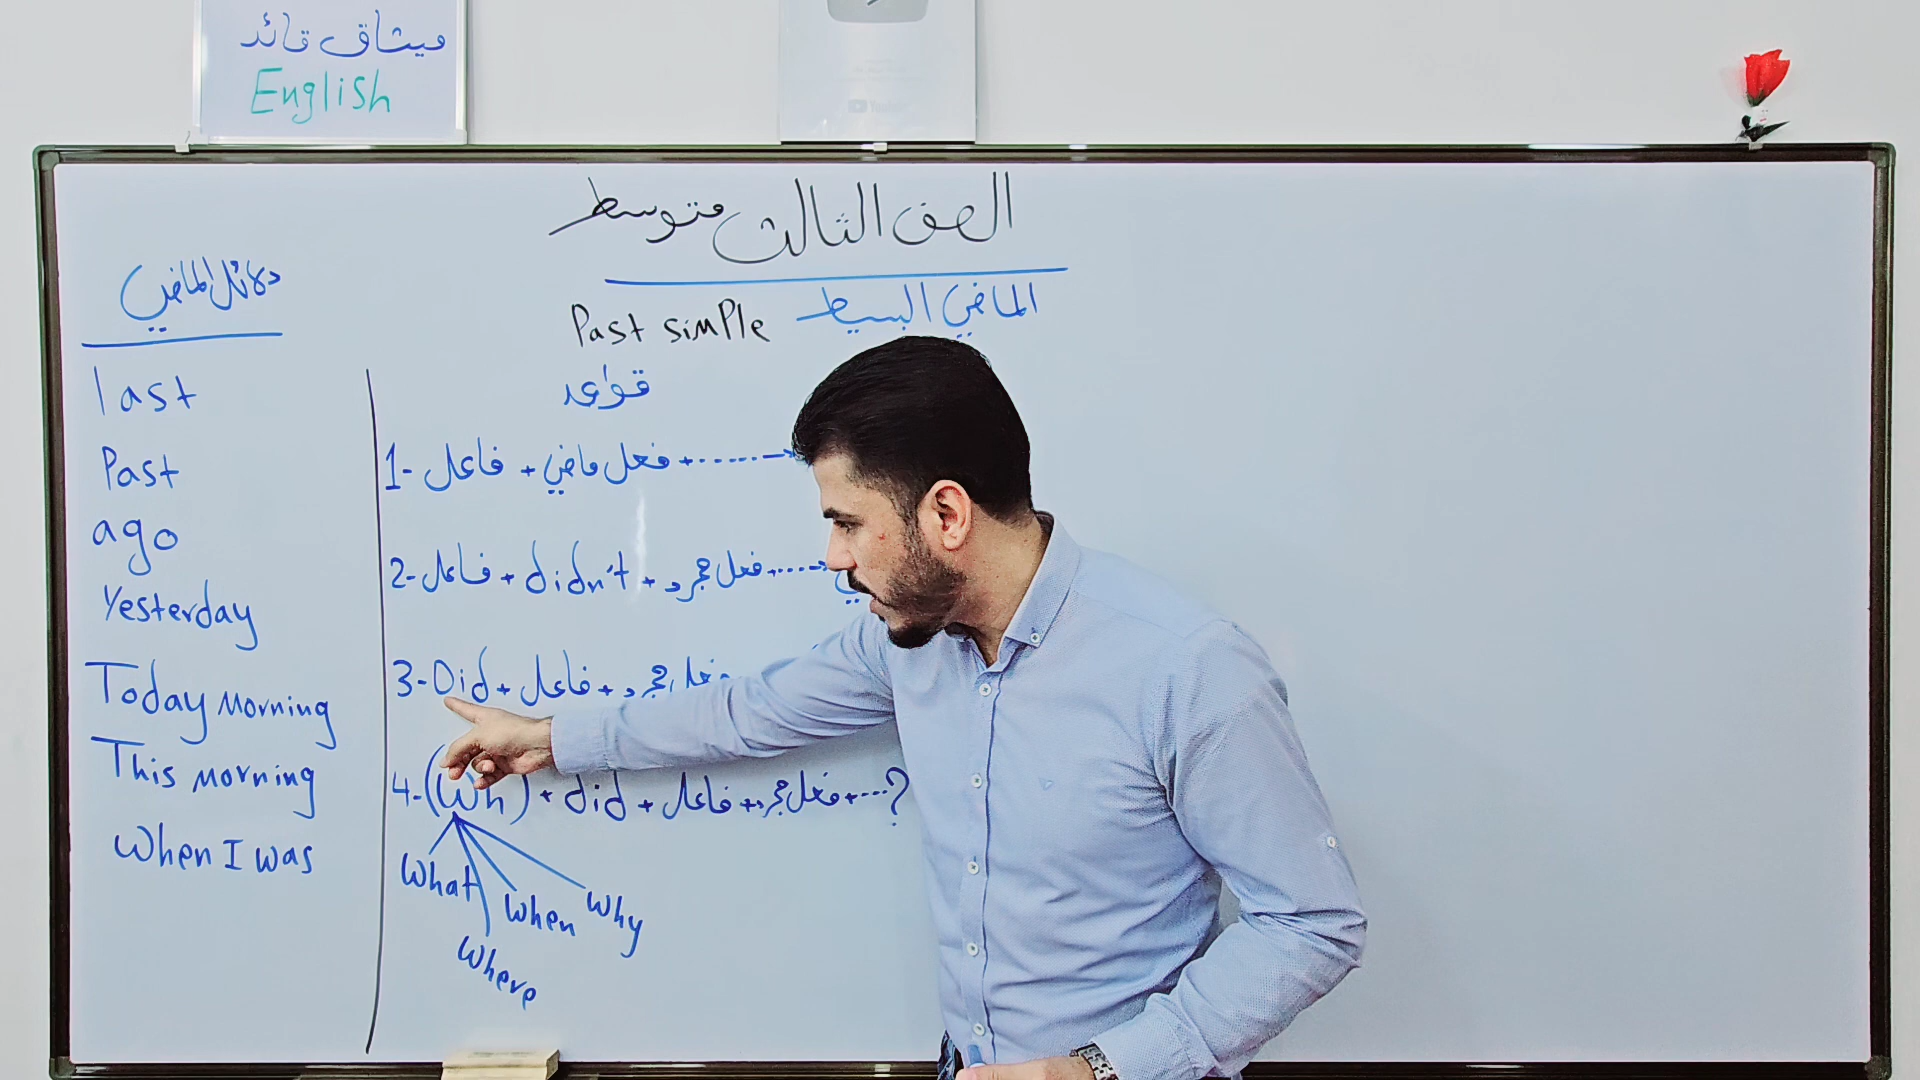 ميثاق قائد
English
الصف الثالث متوسط
Past simple الماضي البسيط
دلائل الماضي
last
Past
ago
Yesterday
Today Morning
This morning
When I was
قواعد
1- فاعل + فعل ماضي + ........→
2- فاعل + didn't + فعل مجرد + .....→
3- Did + فاعل + فعل مجرد
4- (Wh) + did + فاعل + فعل مجرد + ....?
What
When
Why
Where